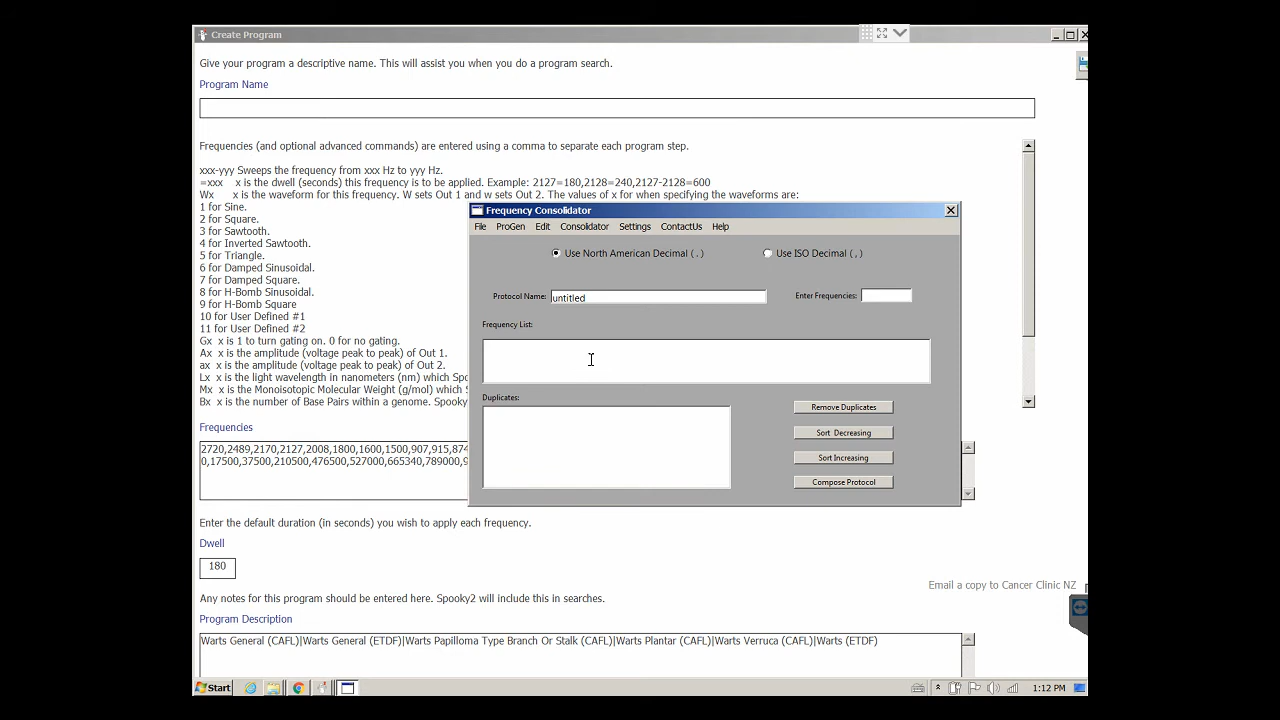 Create Program
Give your program a descriptive name. This will assist you when you do a program search.
Program Name
Frequencies (and optional advanced commands) are entered using a comma to separate each program step.
xxx-yyy Sweeps the frequency from xxx Hz to yyy Hz.
=xxx x is the dwell (seconds) this frequency is to be applied. Example: 2127=180,2128=240,2127-2128=600
Wx x is the waveform for this frequency. W sets Out 1 and w sets Out 2. The values of x for when specifying the waveforms are:
1 for Sine.
2 for Square.
3 for Sawtooth.
4 for Inverted Sawtooth.
5 for Triangle.
6 for Damped Sinusoidal.
7 for Damped Square.
8 for H-Bomb Sinusoidal.
9 for H-Bomb Square
10 for User Defined #1
11 for User Defined #2
Gx x is 1 to turn gating on. 0 for no gating.
Ax x is the amplitude (voltage peak to peak) of Out 1.
ax x is the amplitude (voltage peak to peak) of Out 2.
Lx x is the light wavelength in nanometers (nm) which Spo
Mx x is the Monoisotopic Molecular Weight (g/mol) which S
Bx x is the number of Base Pairs within a genome. Spooky
Frequencies
2720,2489,2170,2127,2008,1800,1600,1500,907,915,874
0,17500,37500,210500,476500,527000,665340,789000,9
Frequency Consolidator
File ProGen Edit Consolidator Settings ContactUs Help
Use North American Decimal ( . ) Use ISO Decimal ( , )
Protocol Name: untitled Enter Frequencies:
Frequency List:
Duplicates:
Remove Duplicates
Sort Decreasing
Sort Increasing
Compose Protocol
Enter the default duration (in seconds) you wish to apply each frequency.
Dwell
180
Email a copy to Cancer Clinic NZ
Any notes for this program should be entered here. Spooky2 will include this in searches.
Program Description
Warts General (CAFL)|Warts General (ETDF)|Warts Papilloma Type Branch Or Stalk (CAFL)|Warts Plantar (CAFL)|Warts Verruca (CAFL)|Warts (ETDF)
Start 1:12 PM